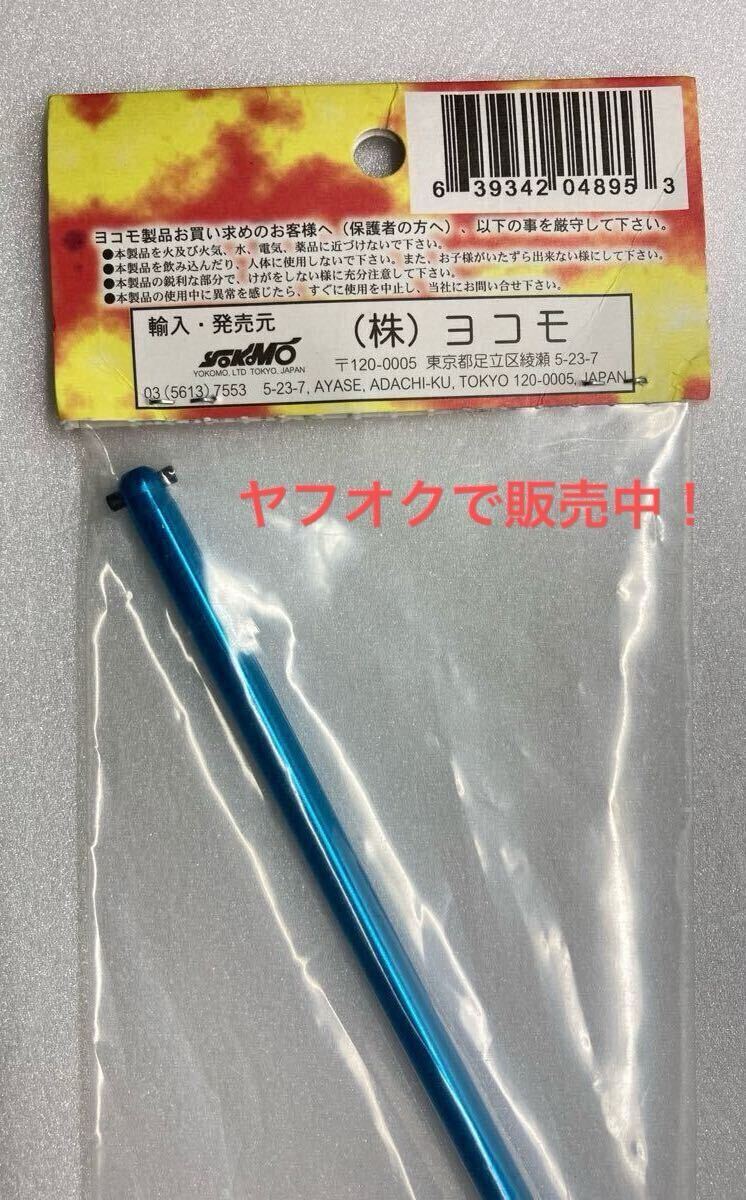 6 39342 04895 3
ヨコモ製品お買い求めのお客様へ（保護者の方へ）、以下の事を厳守して下さい。
●本製品を火及び火気、水、電気、薬品に近づけないで下さい。
●本製品を飲み込んだり、人体に使用しないで下さい。また、お子様がいたずら出来ない様にして下さい。
●本製品の鋭利な部分で、けがをしない様に充分注意して下さい。
●本製品の使用中に異常を感じたら、すぐに使用を中止し、当社にお問い合せ下さい。
輸入・発売元
（株）ヨコモ
YOKOMO
YOKOMO, LTD TOKYO, JAPAN
〒120-0005 東京都足立区綾瀬 5-23-7
03 (5613) 7553 5-23-7, AYASE, ADACHI-KU, TOKYO 120-0005, JAPAN
ヤフオクで販売中！